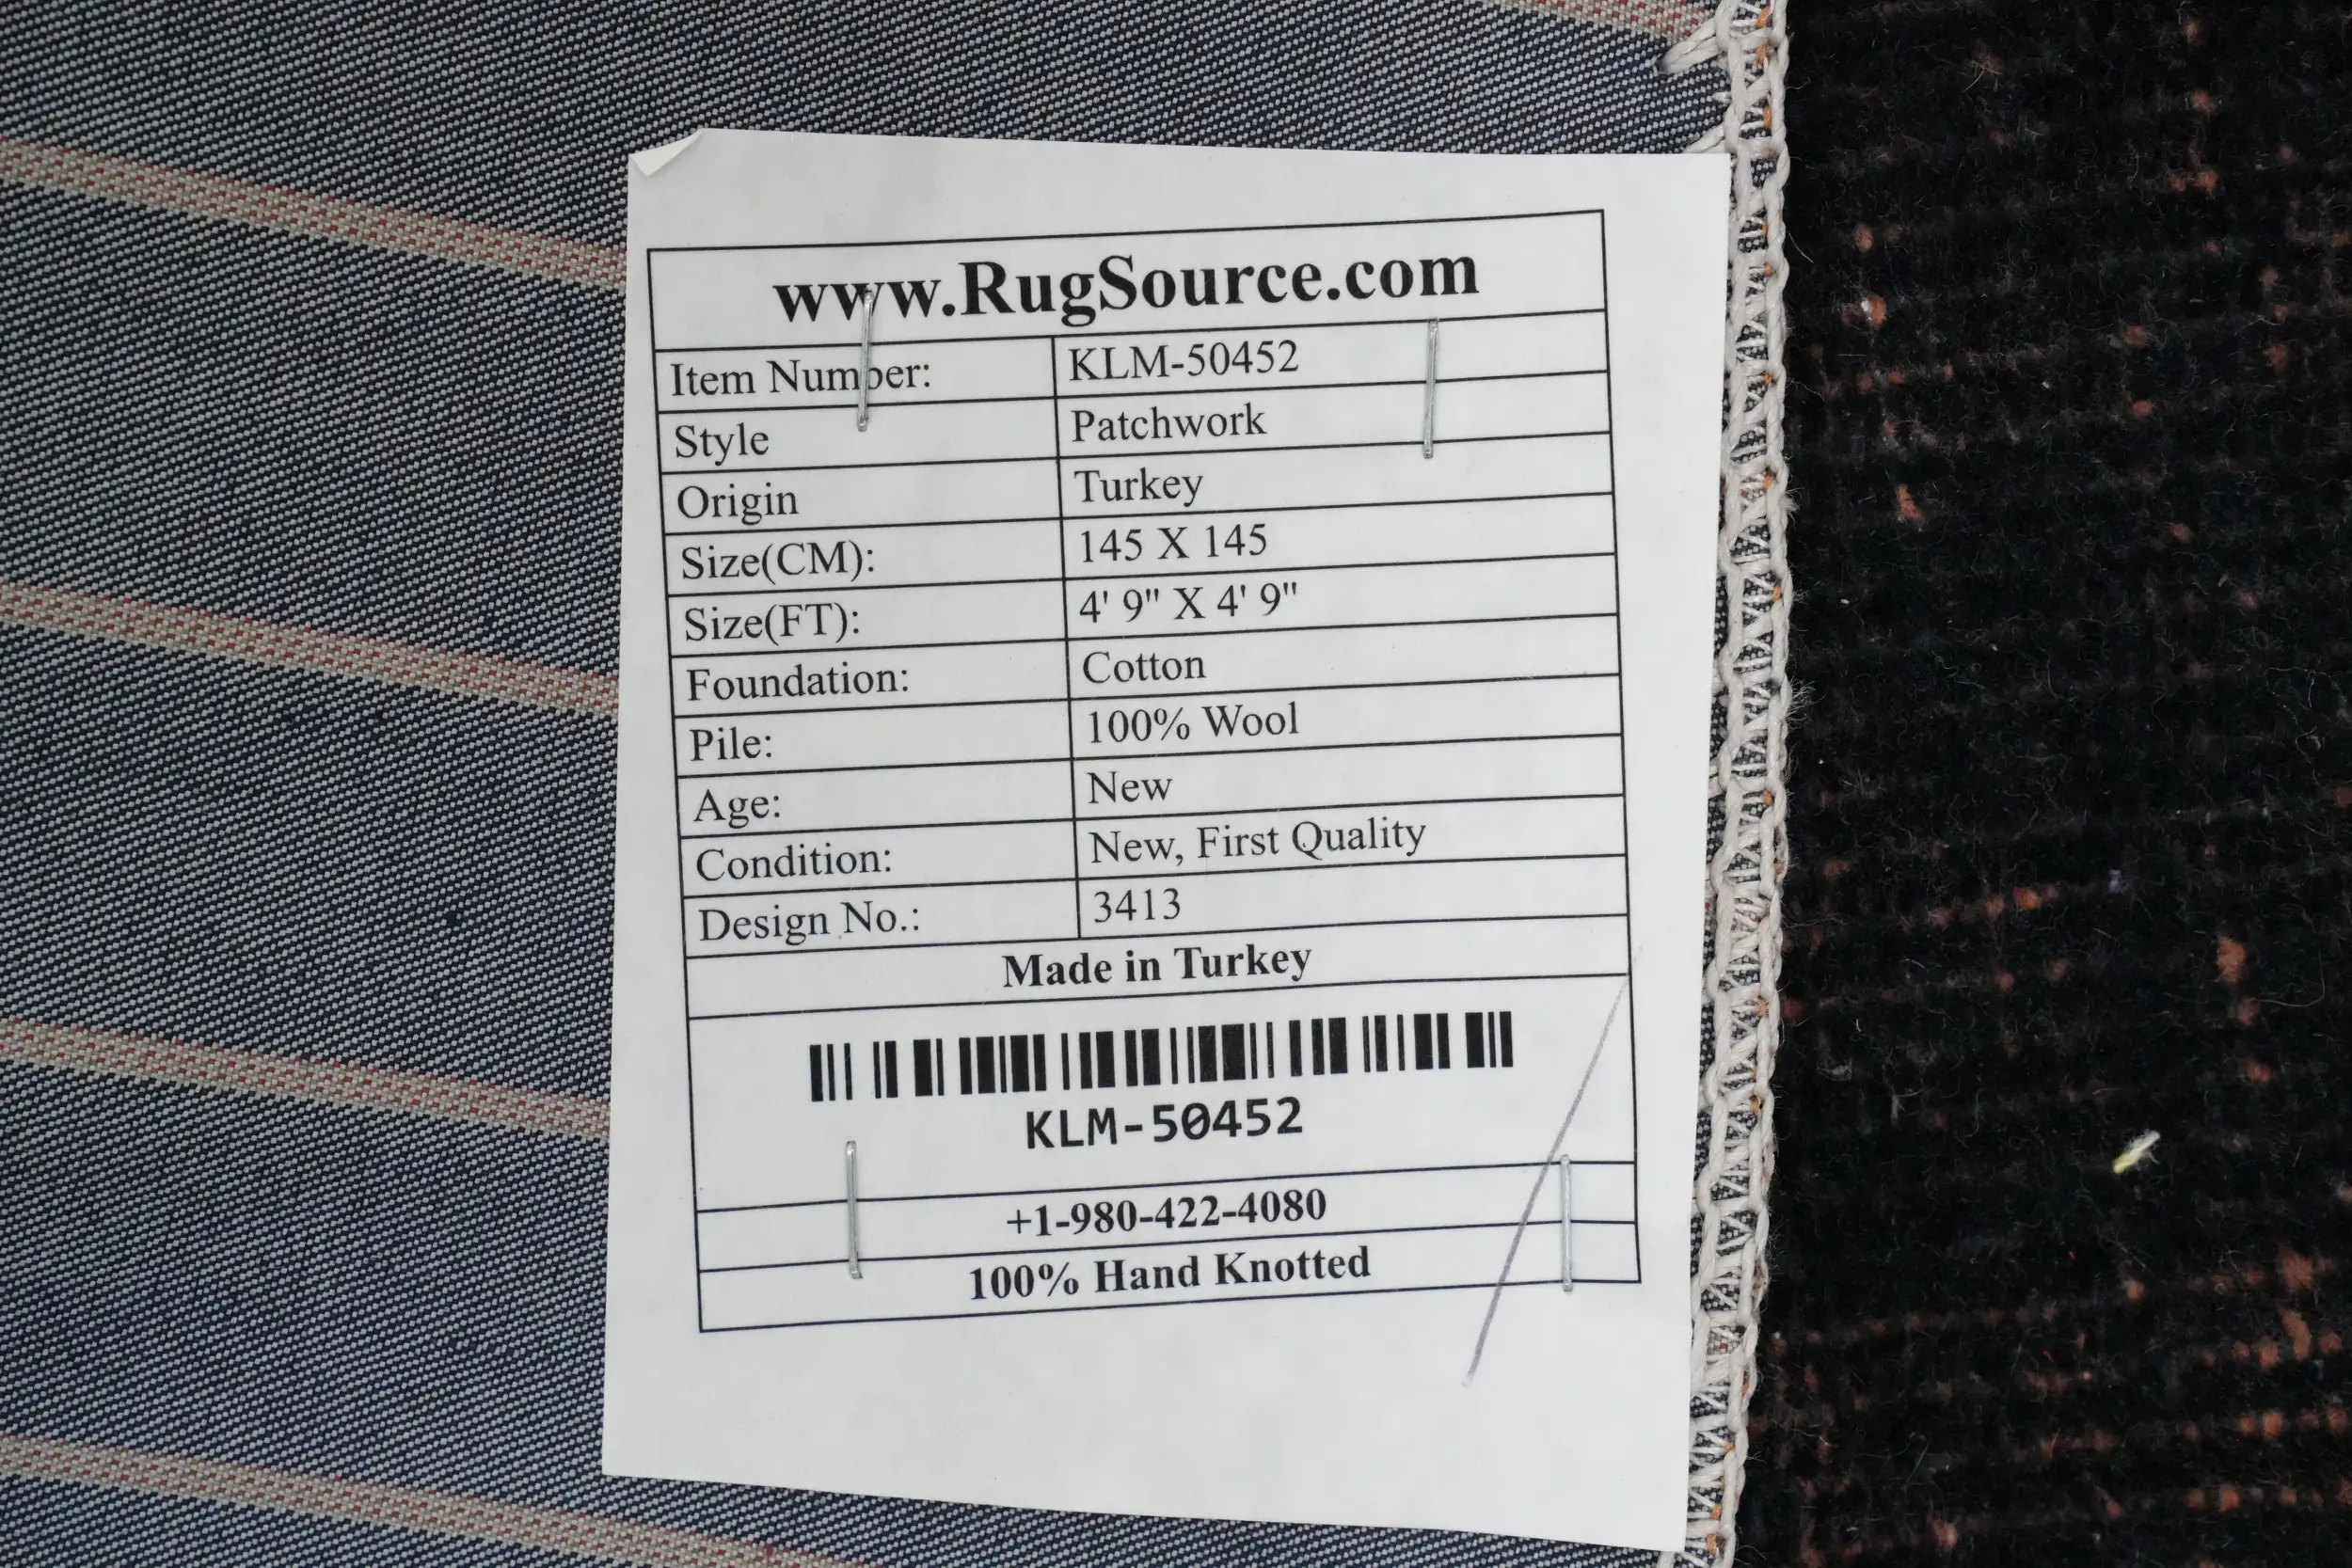 www.RugSource.com
Item Number: KLM-50452
Style Patchwork
Origin Turkey
Size(CM): 145 X 145
Size(FT): 4' 9" X 4' 9"
Foundation: Cotton
Pile: 100% Wool
Age: New
Condition: New, First Quality
Design No.: 3413
Made in Turkey
KLM-50452
+1-980-422-4080
100% Hand Knotted